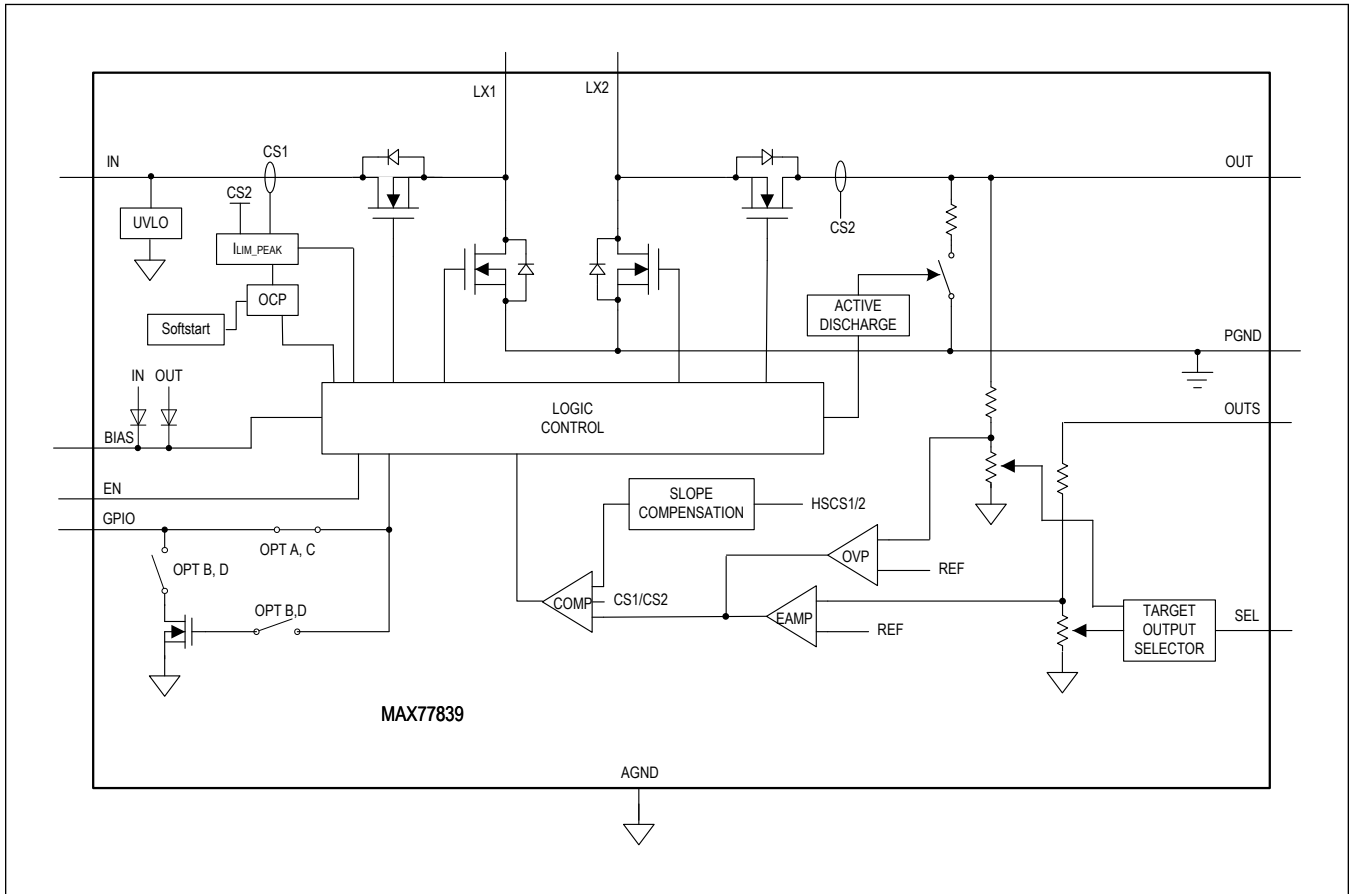 LX1
LX2
IN
CS1
OUT
CS2
UVLO
CS2
ILIM_PEAK
OCP
ACTIVE
DISCHARGE
Softstart
PGND
IN
OUT
LOGIC
CONTROL
OUTS
BIAS
EN
SLOPE
COMPENSATION
HSCS1/2
GPIO
OPT A, C
OVP
OPT B, D
REF
COMP
CS1/CS2
OPT B,D
EAMP
REF
TARGET
OUTPUT
SELECTOR
SEL
MAX77839
AGND